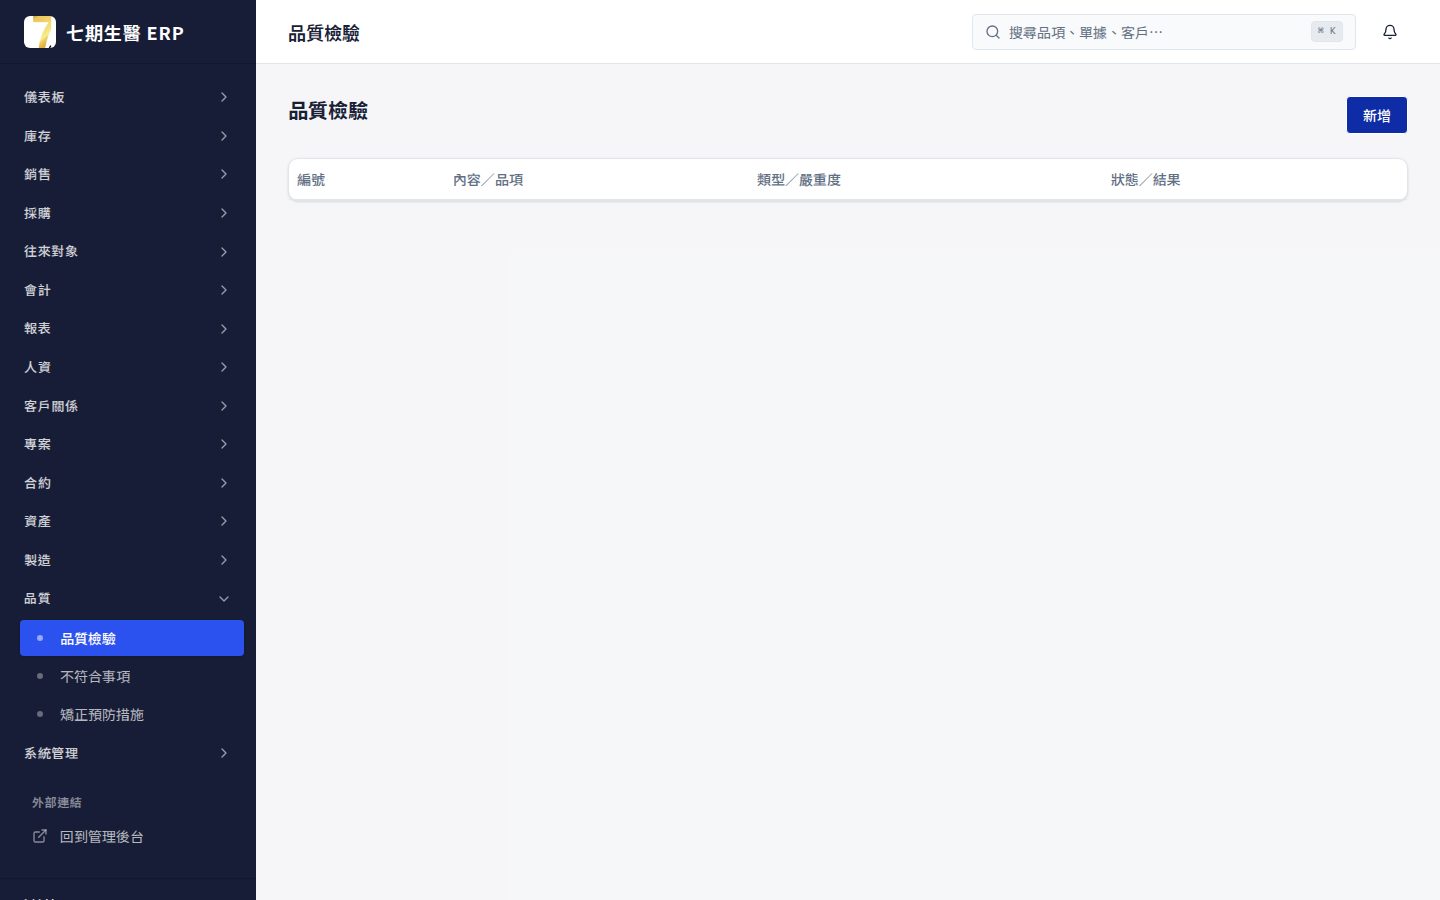 七期生醫 ERP
儀表板
庫存
銷售
採購
往來對象
會計
報表
人資
客戶關係
專案
合約
資產
製造
品質
品質檢驗
不符合事項
矯正預防措施
系統管理
外部連結
回到管理後台
品質檢驗
搜尋品項、單據、客戶…
⌘ K
品質檢驗
新增
編號 內容／品項 類型／嚴重度 狀態／結果